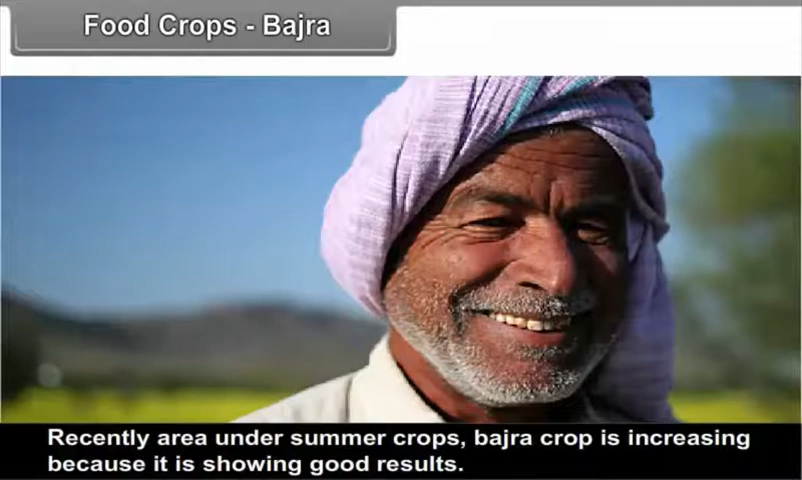 Food Crops - Bajra
Recently area under summer crops, bajra crop is increasing
because it is showing good results.